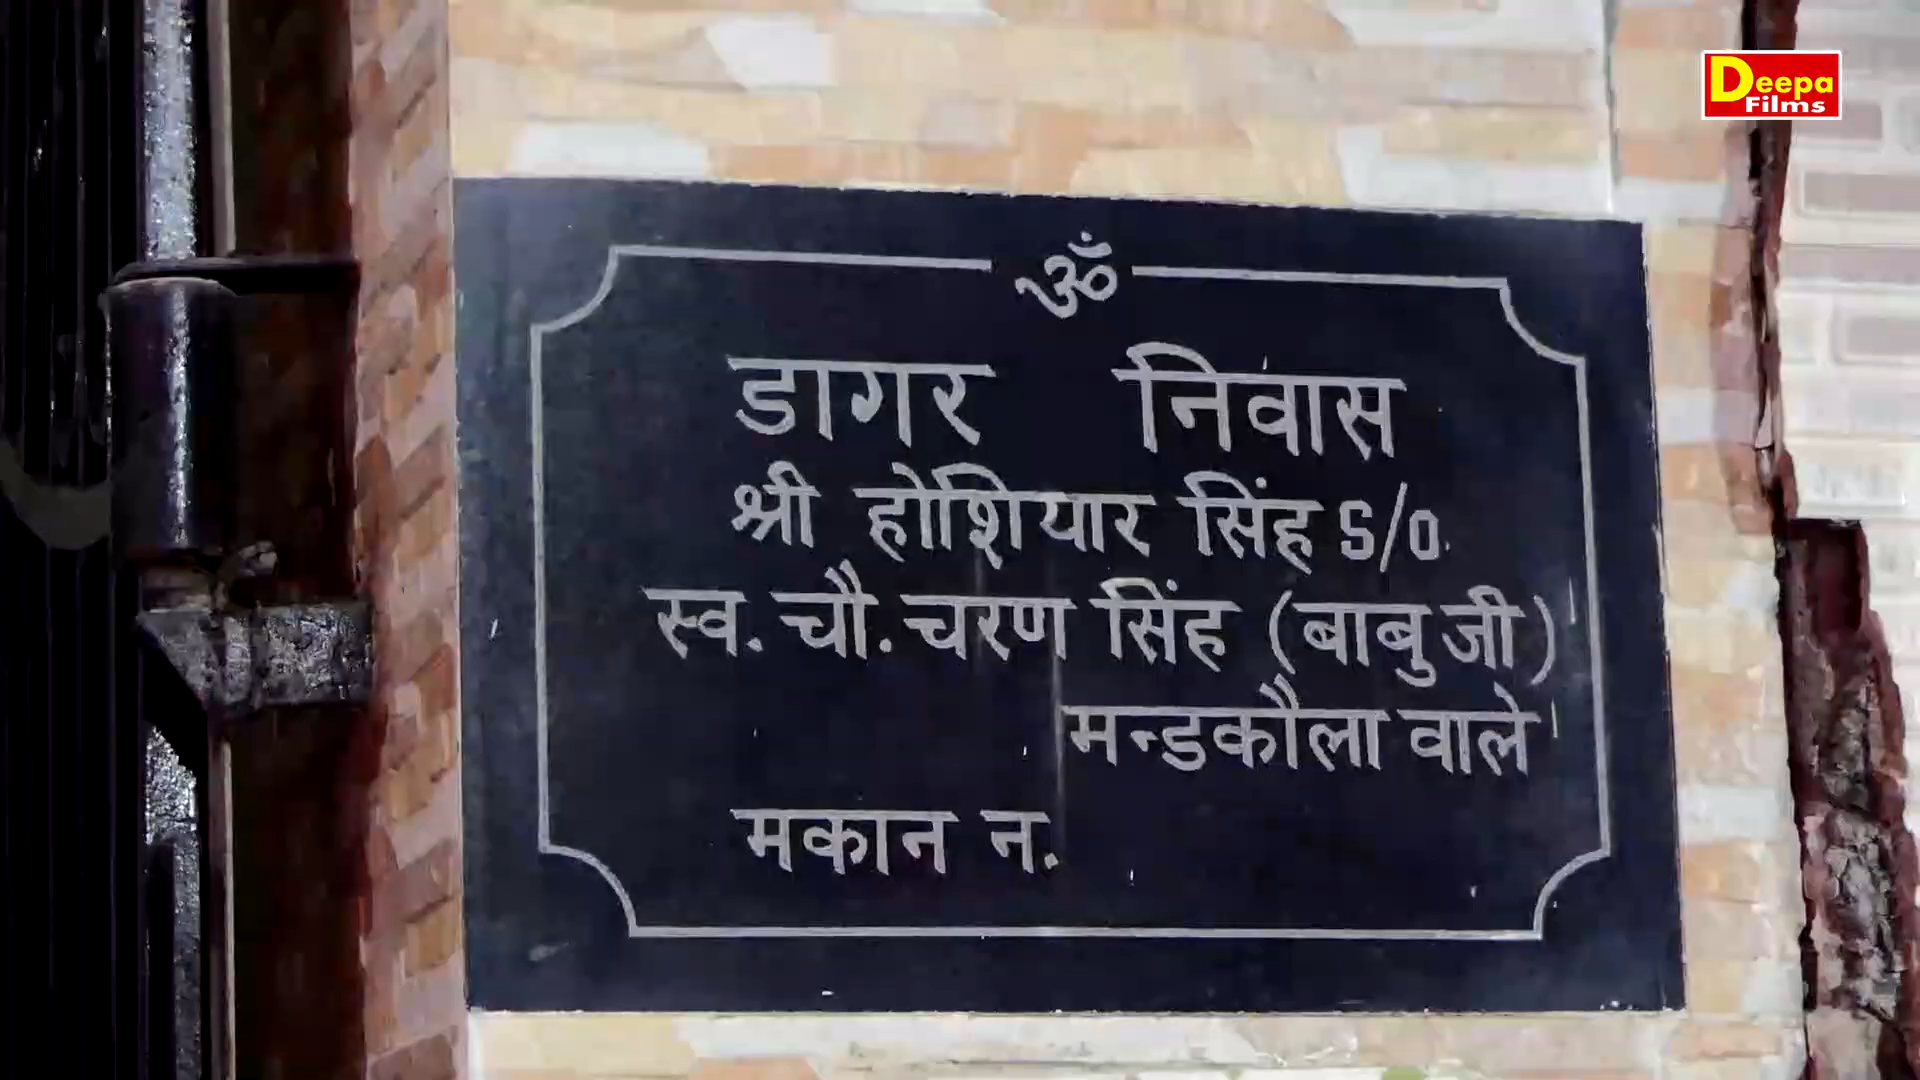 Deepa
Films
ॐ
डागर निवास
श्री होशियार सिंह S/O.
स्व. चौ. चरण सिंह (बाबु जी)
मन्डकौला वाले
मकान न.